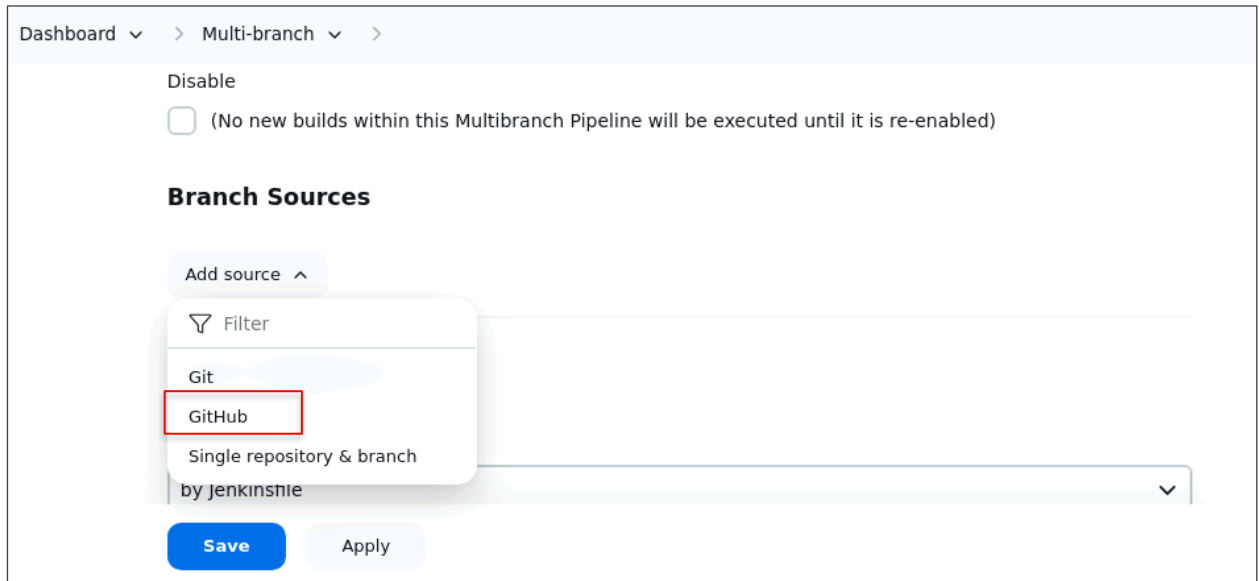 Dashboard > Multi-branch >
Disable
(No new builds within this Multibranch Pipeline will be executed until it is re-enabled)
Branch Sources
Add source
Filter
Git
GitHub
Single repository & branch
by Jenkinsfile
Save Apply